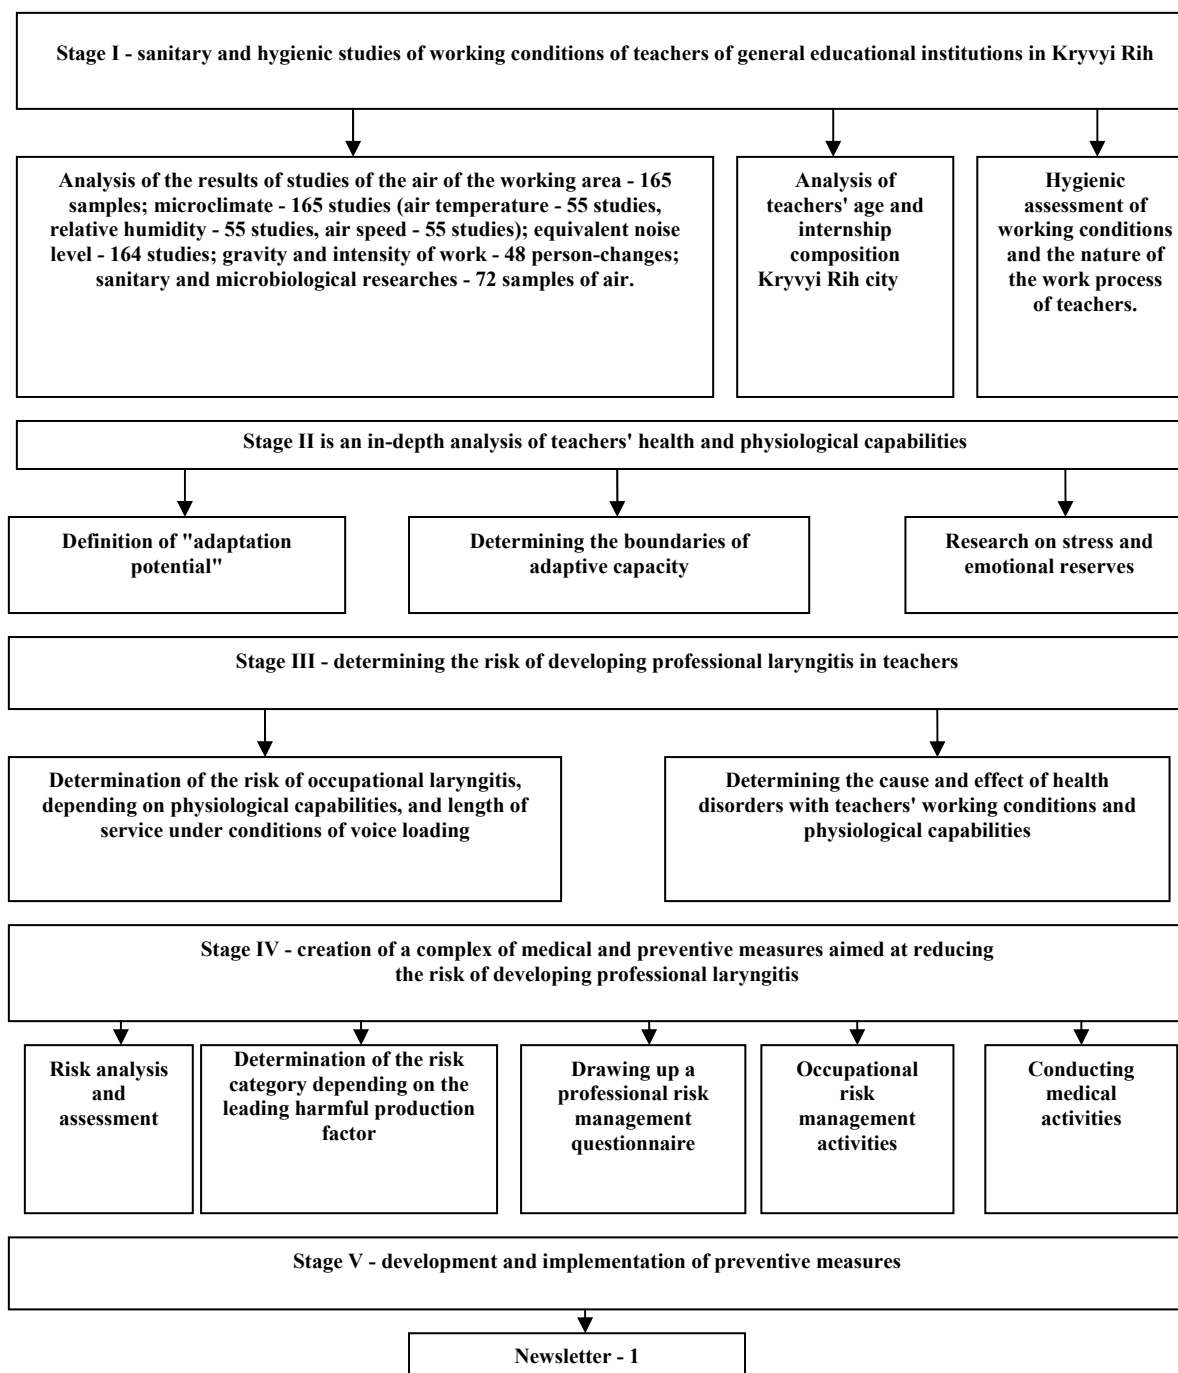 Stage I - sanitary and hygienic studies of working conditions of teachers of general educational institutions in Kryvyi Rih
Analysis of the results of studies of the air of the working area - 165
samples; microclimate - 165 studies (air temperature - 55 studies,
relative humidity - 55 studies, air speed - 55 studies); equivalent noise
level - 164 studies; gravity and intensity of work - 48 person-changes;
sanitary and microbiological researches - 72 samples of air.
Analysis of
teachers' age and
internship
composition
Kryvyi Rih city
Hygienic
assessment of
working conditions
and the nature of
the work process
of teachers.
Stage II is an in-depth analysis of teachers' health and physiological capabilities
Definition of "adaptation
potential"
Determining the boundaries of
adaptive capacity
Research on stress and
emotional reserves
Stage III - determining the risk of developing professional laryngitis in teachers
Determination of the risk of occupational laryngitis,
depending on physiological capabilities, and length of
service under conditions of voice loading
Determining the cause and effect of health
disorders with teachers' working conditions and
physiological capabilities
Stage IV - creation of a complex of medical and preventive measures aimed at reducing
the risk of developing professional laryngitis
Risk analysis
and
assessment
Determination of the risk
category depending on the
leading harmful production
factor
Drawing up a
professional risk
management
questionnaire
Occupational
risk
management
activities
Conducting
medical
activities
Stage V - development and implementation of preventive measures
Newsletter - 1